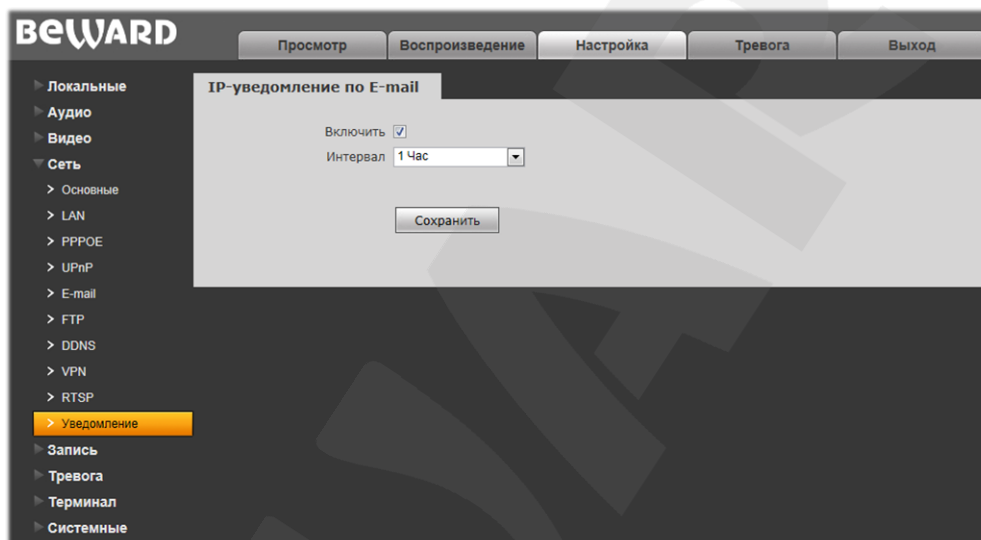 BEWARD
Просмотр Воспроизведение Настройка Тревога Выход
IP-уведомление по E-mail
Включить
Интервал 1 Час
Сохранить
Локальные
Аудио
Видео
Сеть
Основные
LAN
PPPOE
UPnP
E-mail
FTP
DDNS
VPN
RTSP
Уведомление
Запись
Тревога
Терминал
Системные